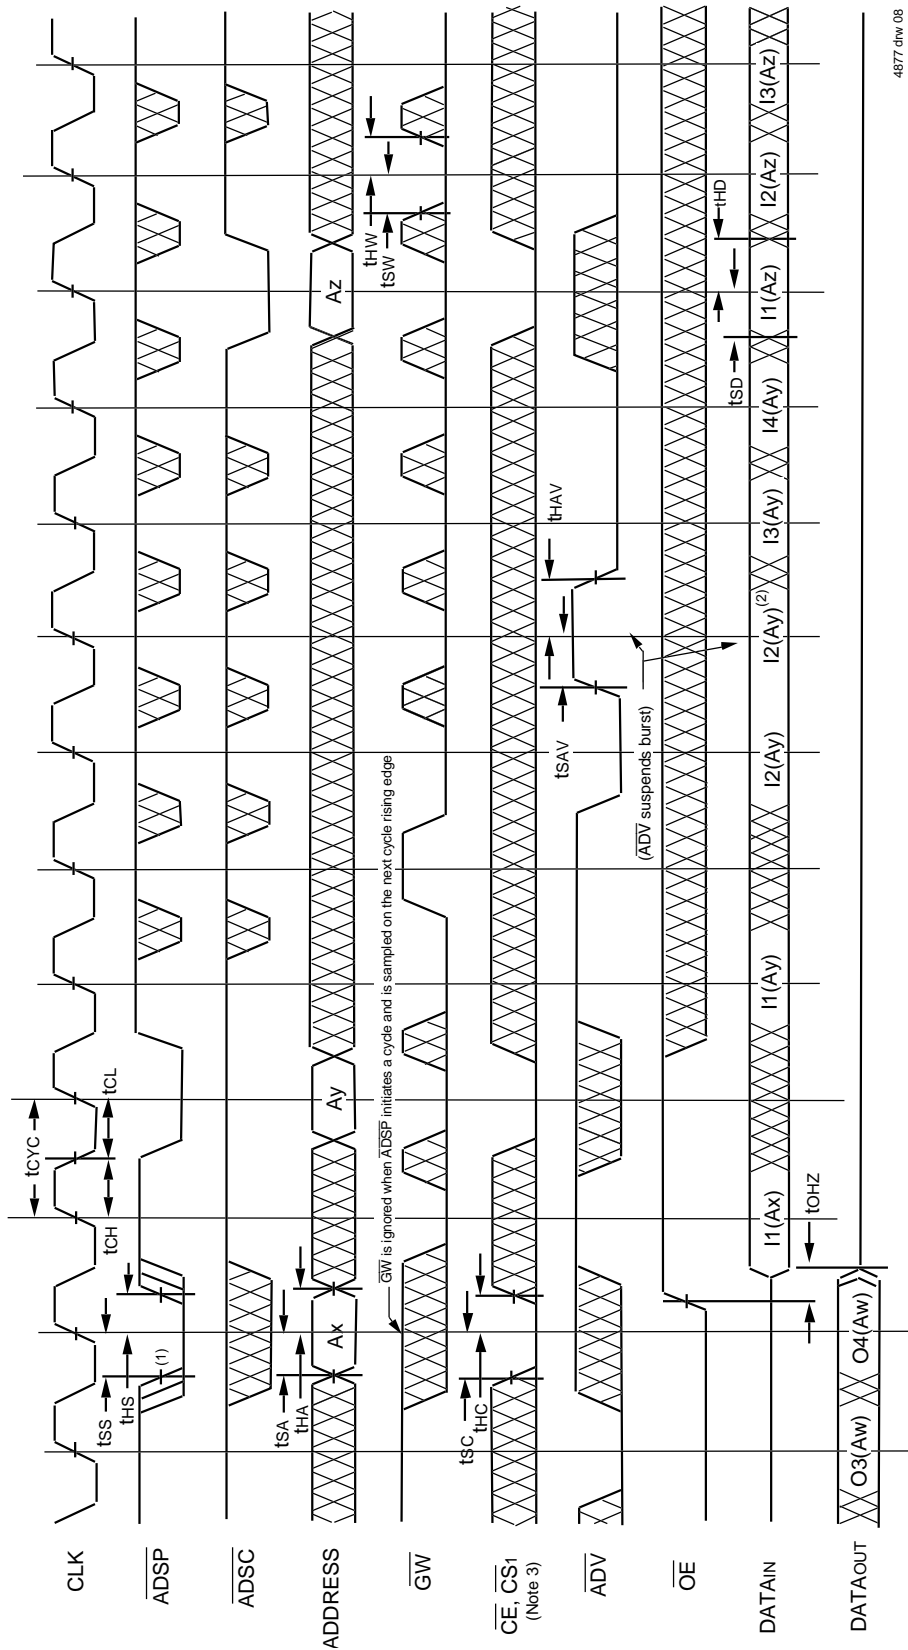 CLK
tCYC
tCH
tCL
ADSP
tSS
tHS
(1)
ADSC
ADDRESS
tSA
tHA
Ax
Ay
Az
GW
GW is ignored when ADSP initiates a cycle and is sampled on the next cycle rising edge
tHW
tSW
CE, CS1
(Note 3)
tSC
tHC
ADV
tSAV
tHAV
(ADV suspends burst)
OE
tSD
tHD
DATAIN
I1(Ax)
I1(Ay)
I2(Ay)
I2(Ay)(2)
I3(Ay)
I4(Ay)
I1(Az)
I2(Az)
I3(Az)
tOHZ
DATAOUT
O3(Aw)
O4(Aw)
4877 drw 08